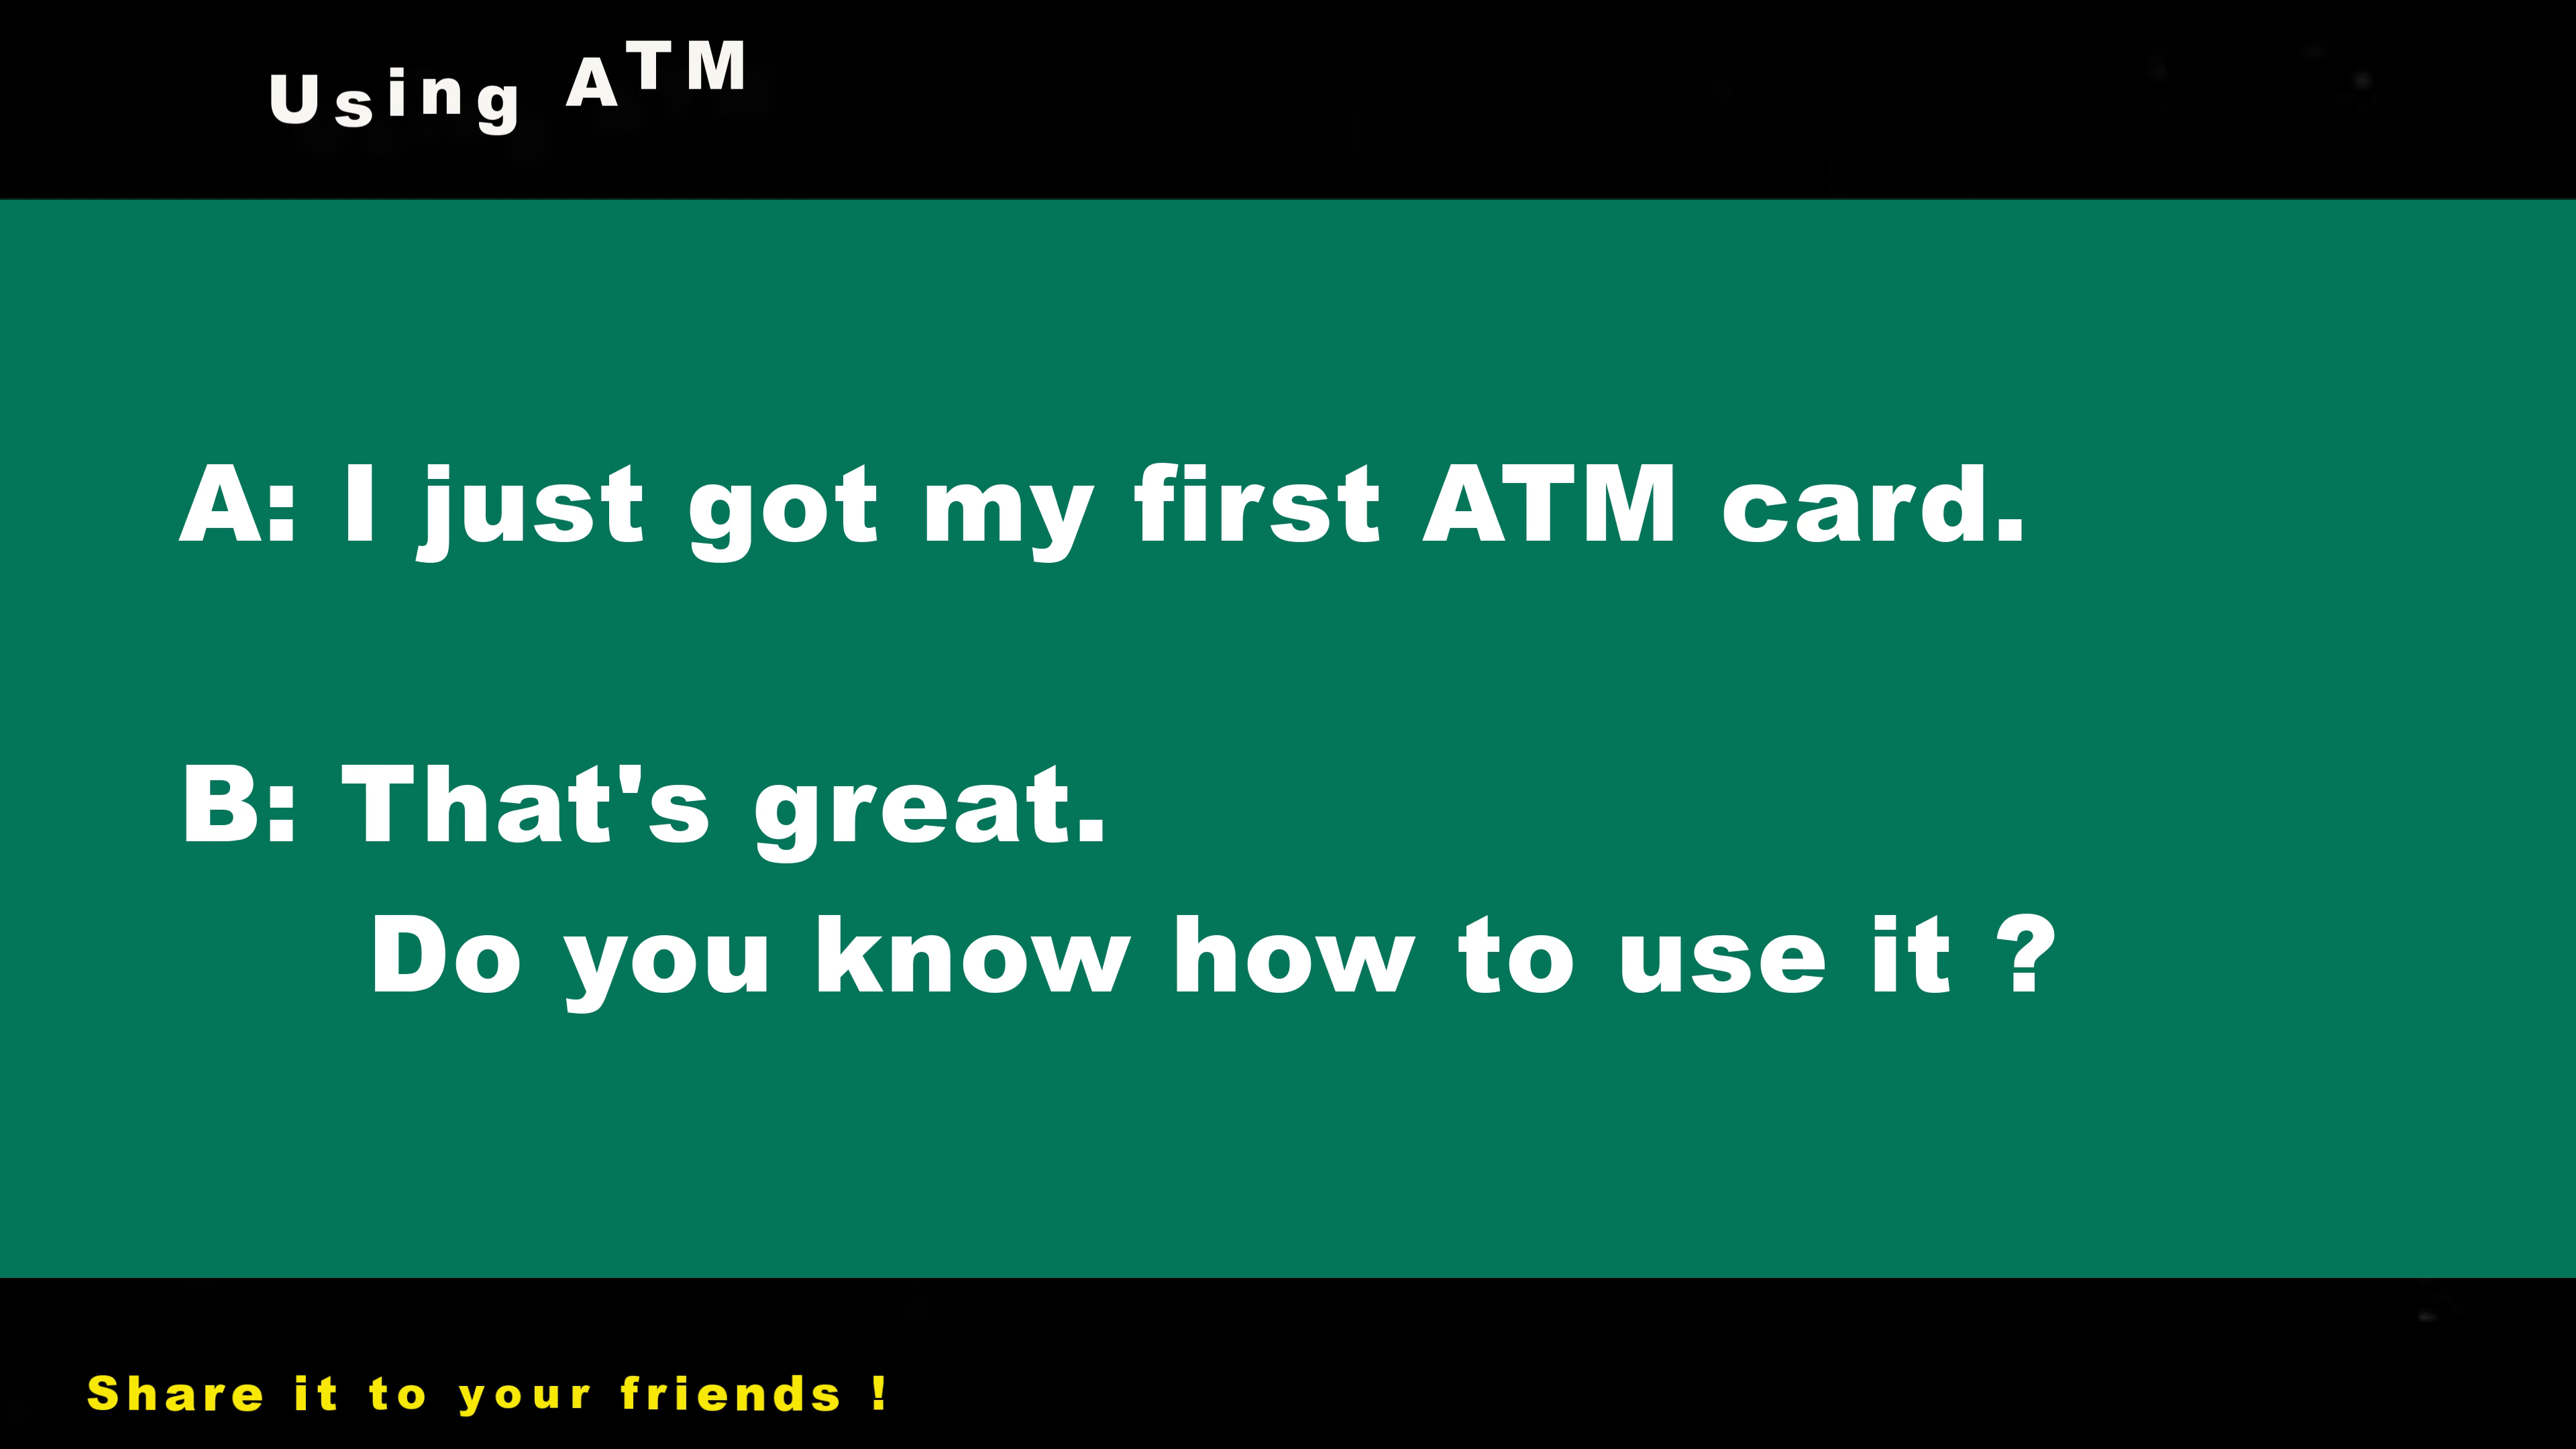 Using ATM
A: I just got my first ATM card.
B: That's great.
Do you know how to use it ?
Share it to your friends !